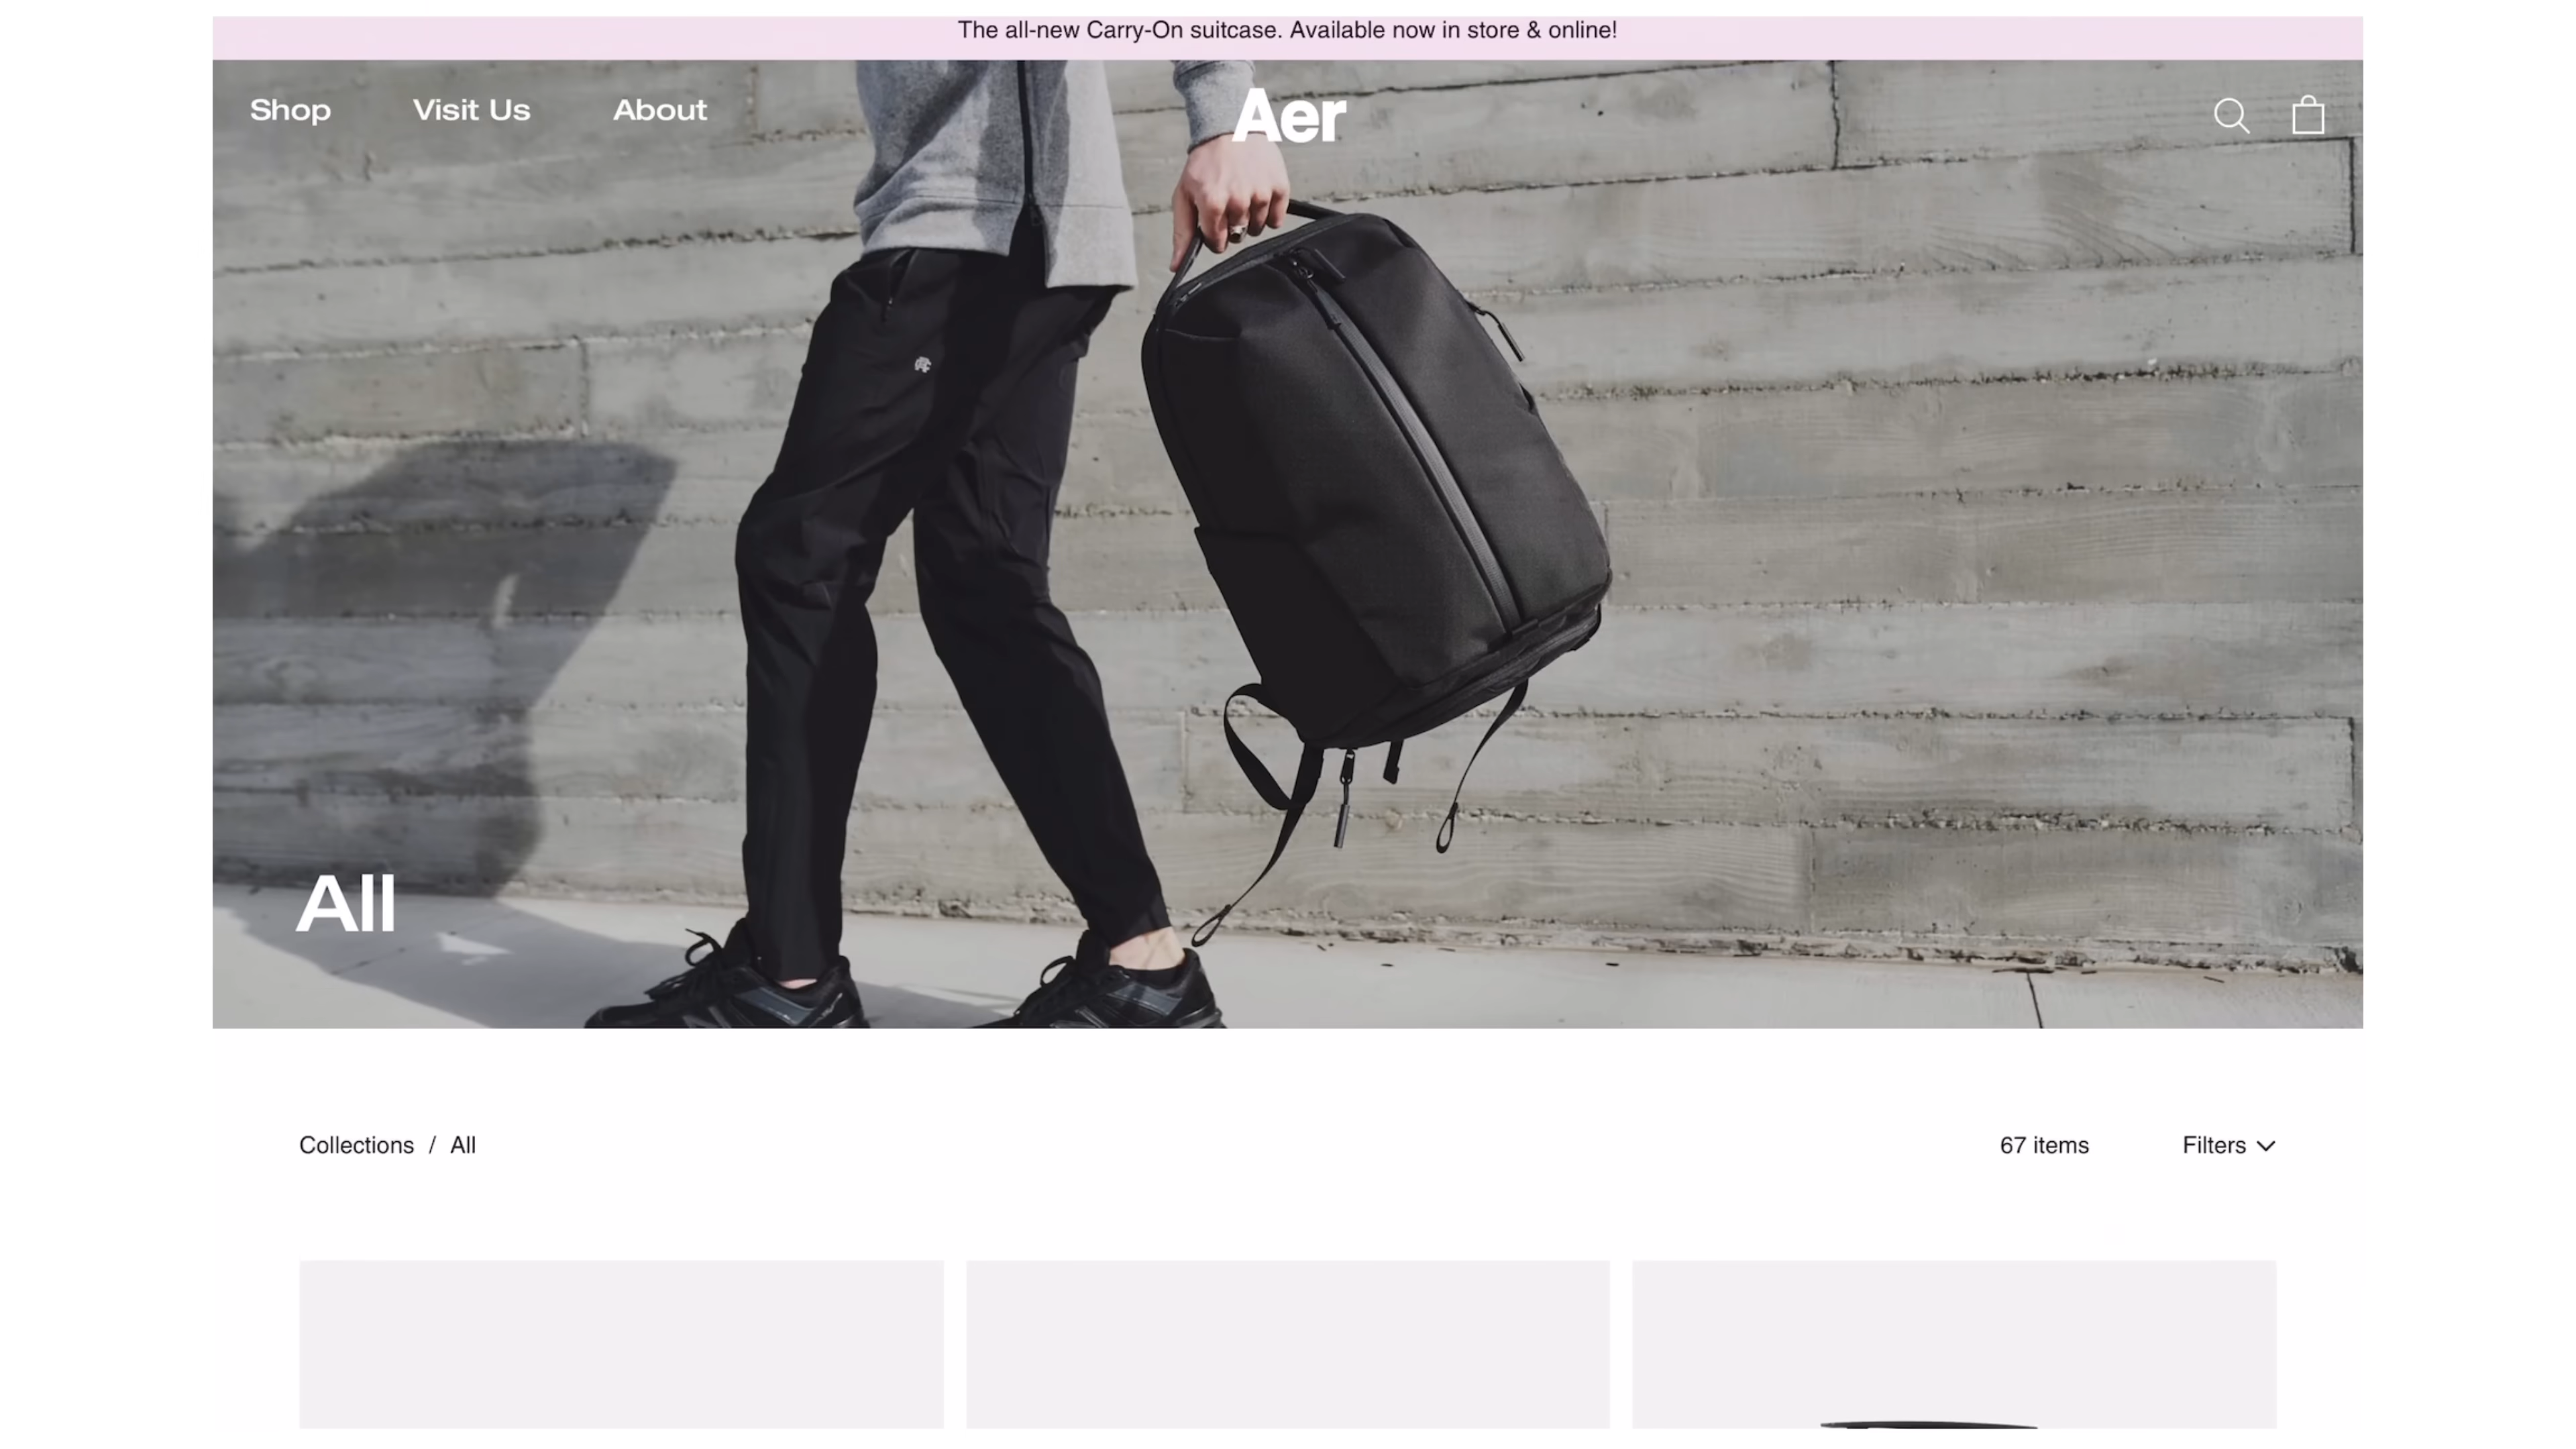 The all-new Carry-On suitcase. Available now in store & online!
Shop Visit Us About Aer
All
Collections / All 67 items Filters